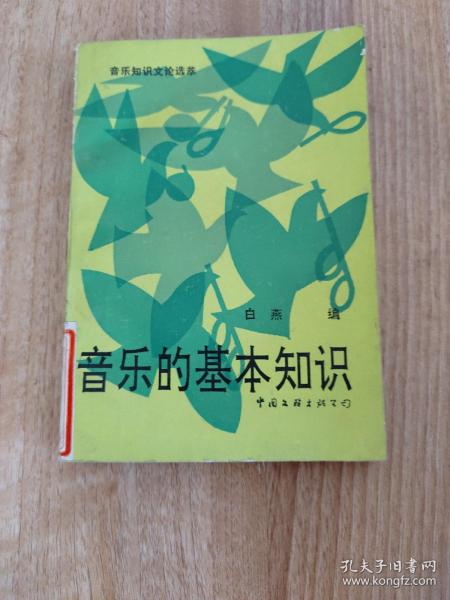 音乐知识文论选萃
白燕 编
音乐的基本知识
中国文联出版公司
孔夫子旧书网
www.kongfz.com